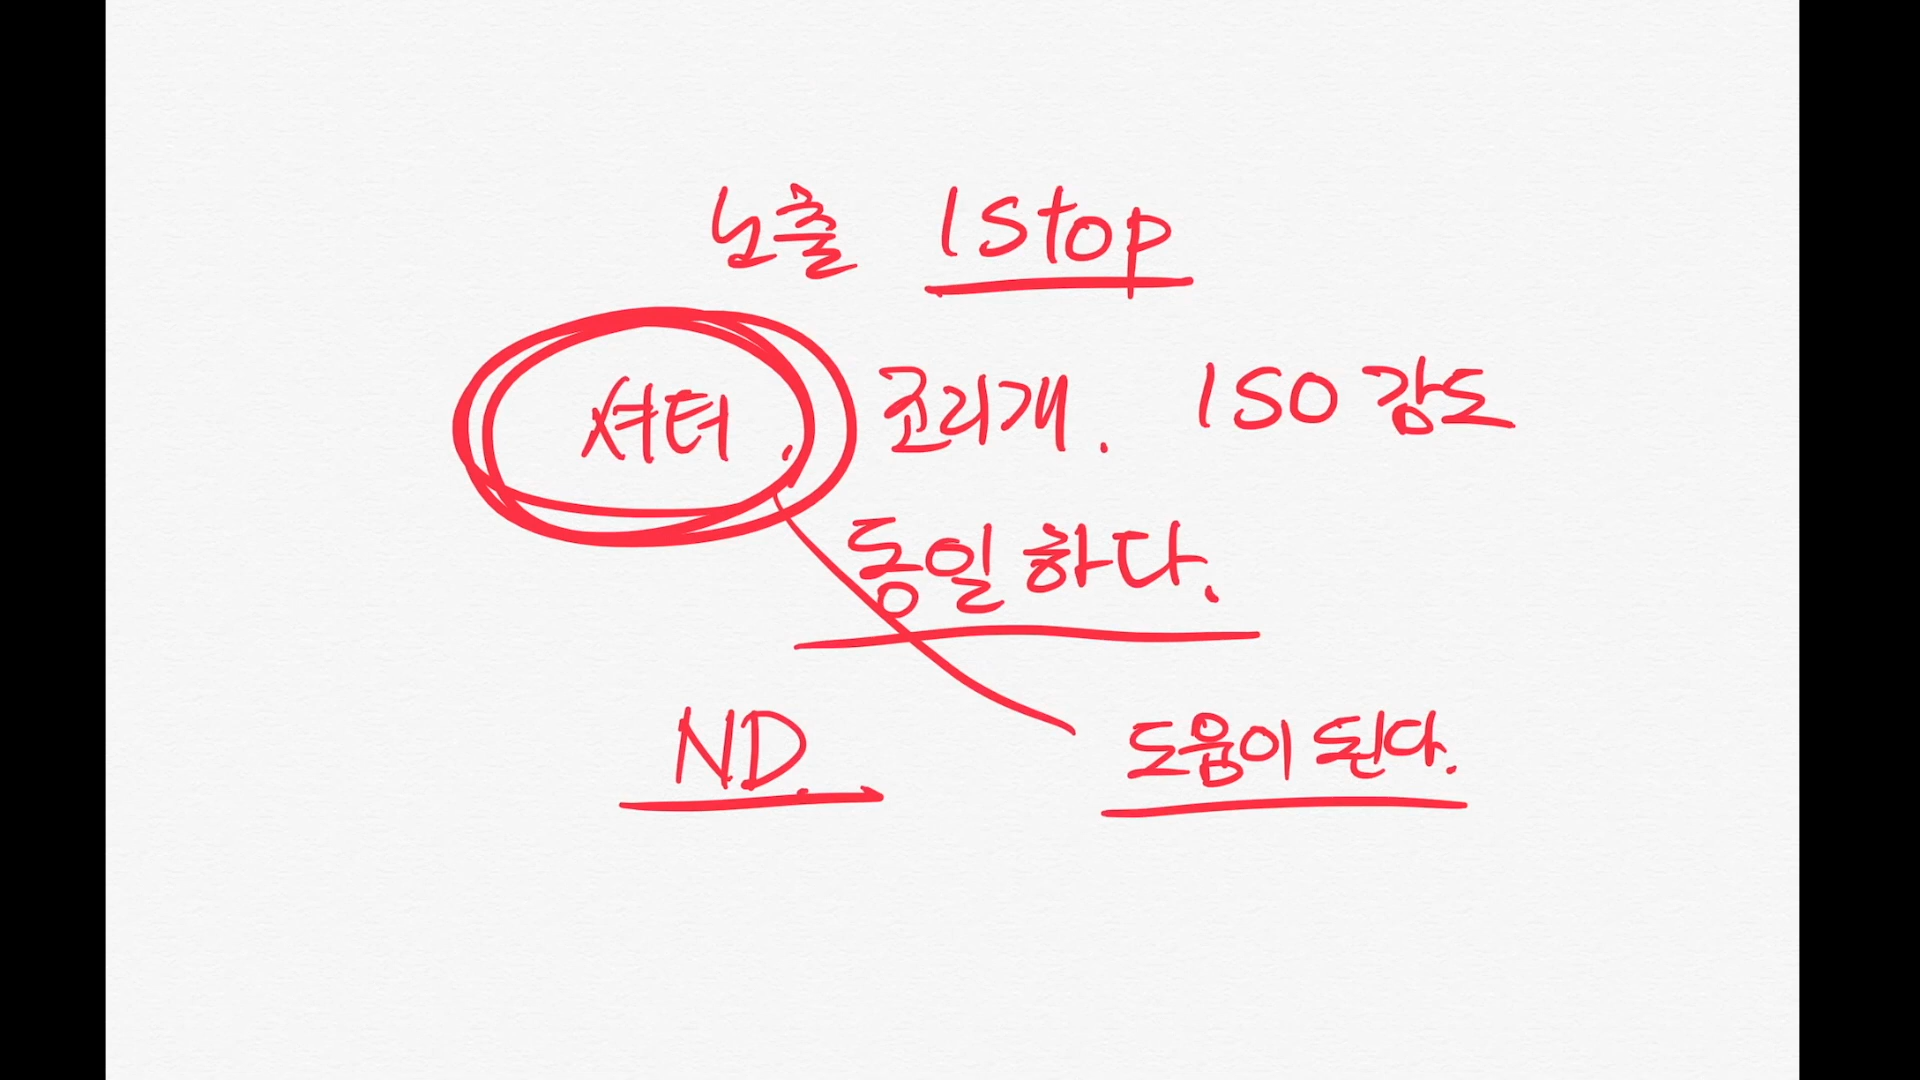 노출 1stop
셔터. 조리개. ISO 감도
동일하다.
ND. 도움이 된다.